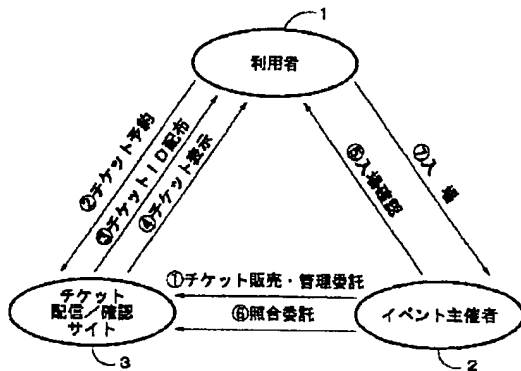 1
利用者
②チケット予約
③チケットID配布
④チケット表示
⑤入場確認
⑦入 場
①チケット販売・管理委託
⑥照合委託
チケット
配信／確認
サイト
3
イベント主催者
2